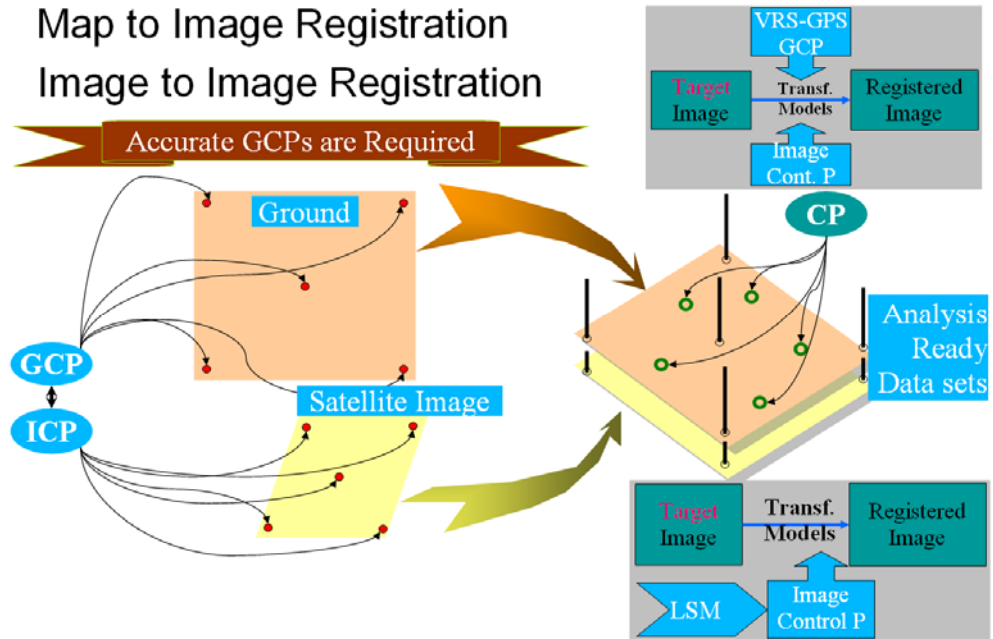 Map to Image Registration
Image to Image Registration
Accurate GCPs are Required
VRS-GPS
GCP
Target
Image
Transf.
Models
Registered
Image
Image
Cont. P
Ground
CP
GCP
ICP
Satellite Image
Analysis
Ready
Data sets
Target
Image
Transf.
Models
Registered
Image
LSM
Image
Control P